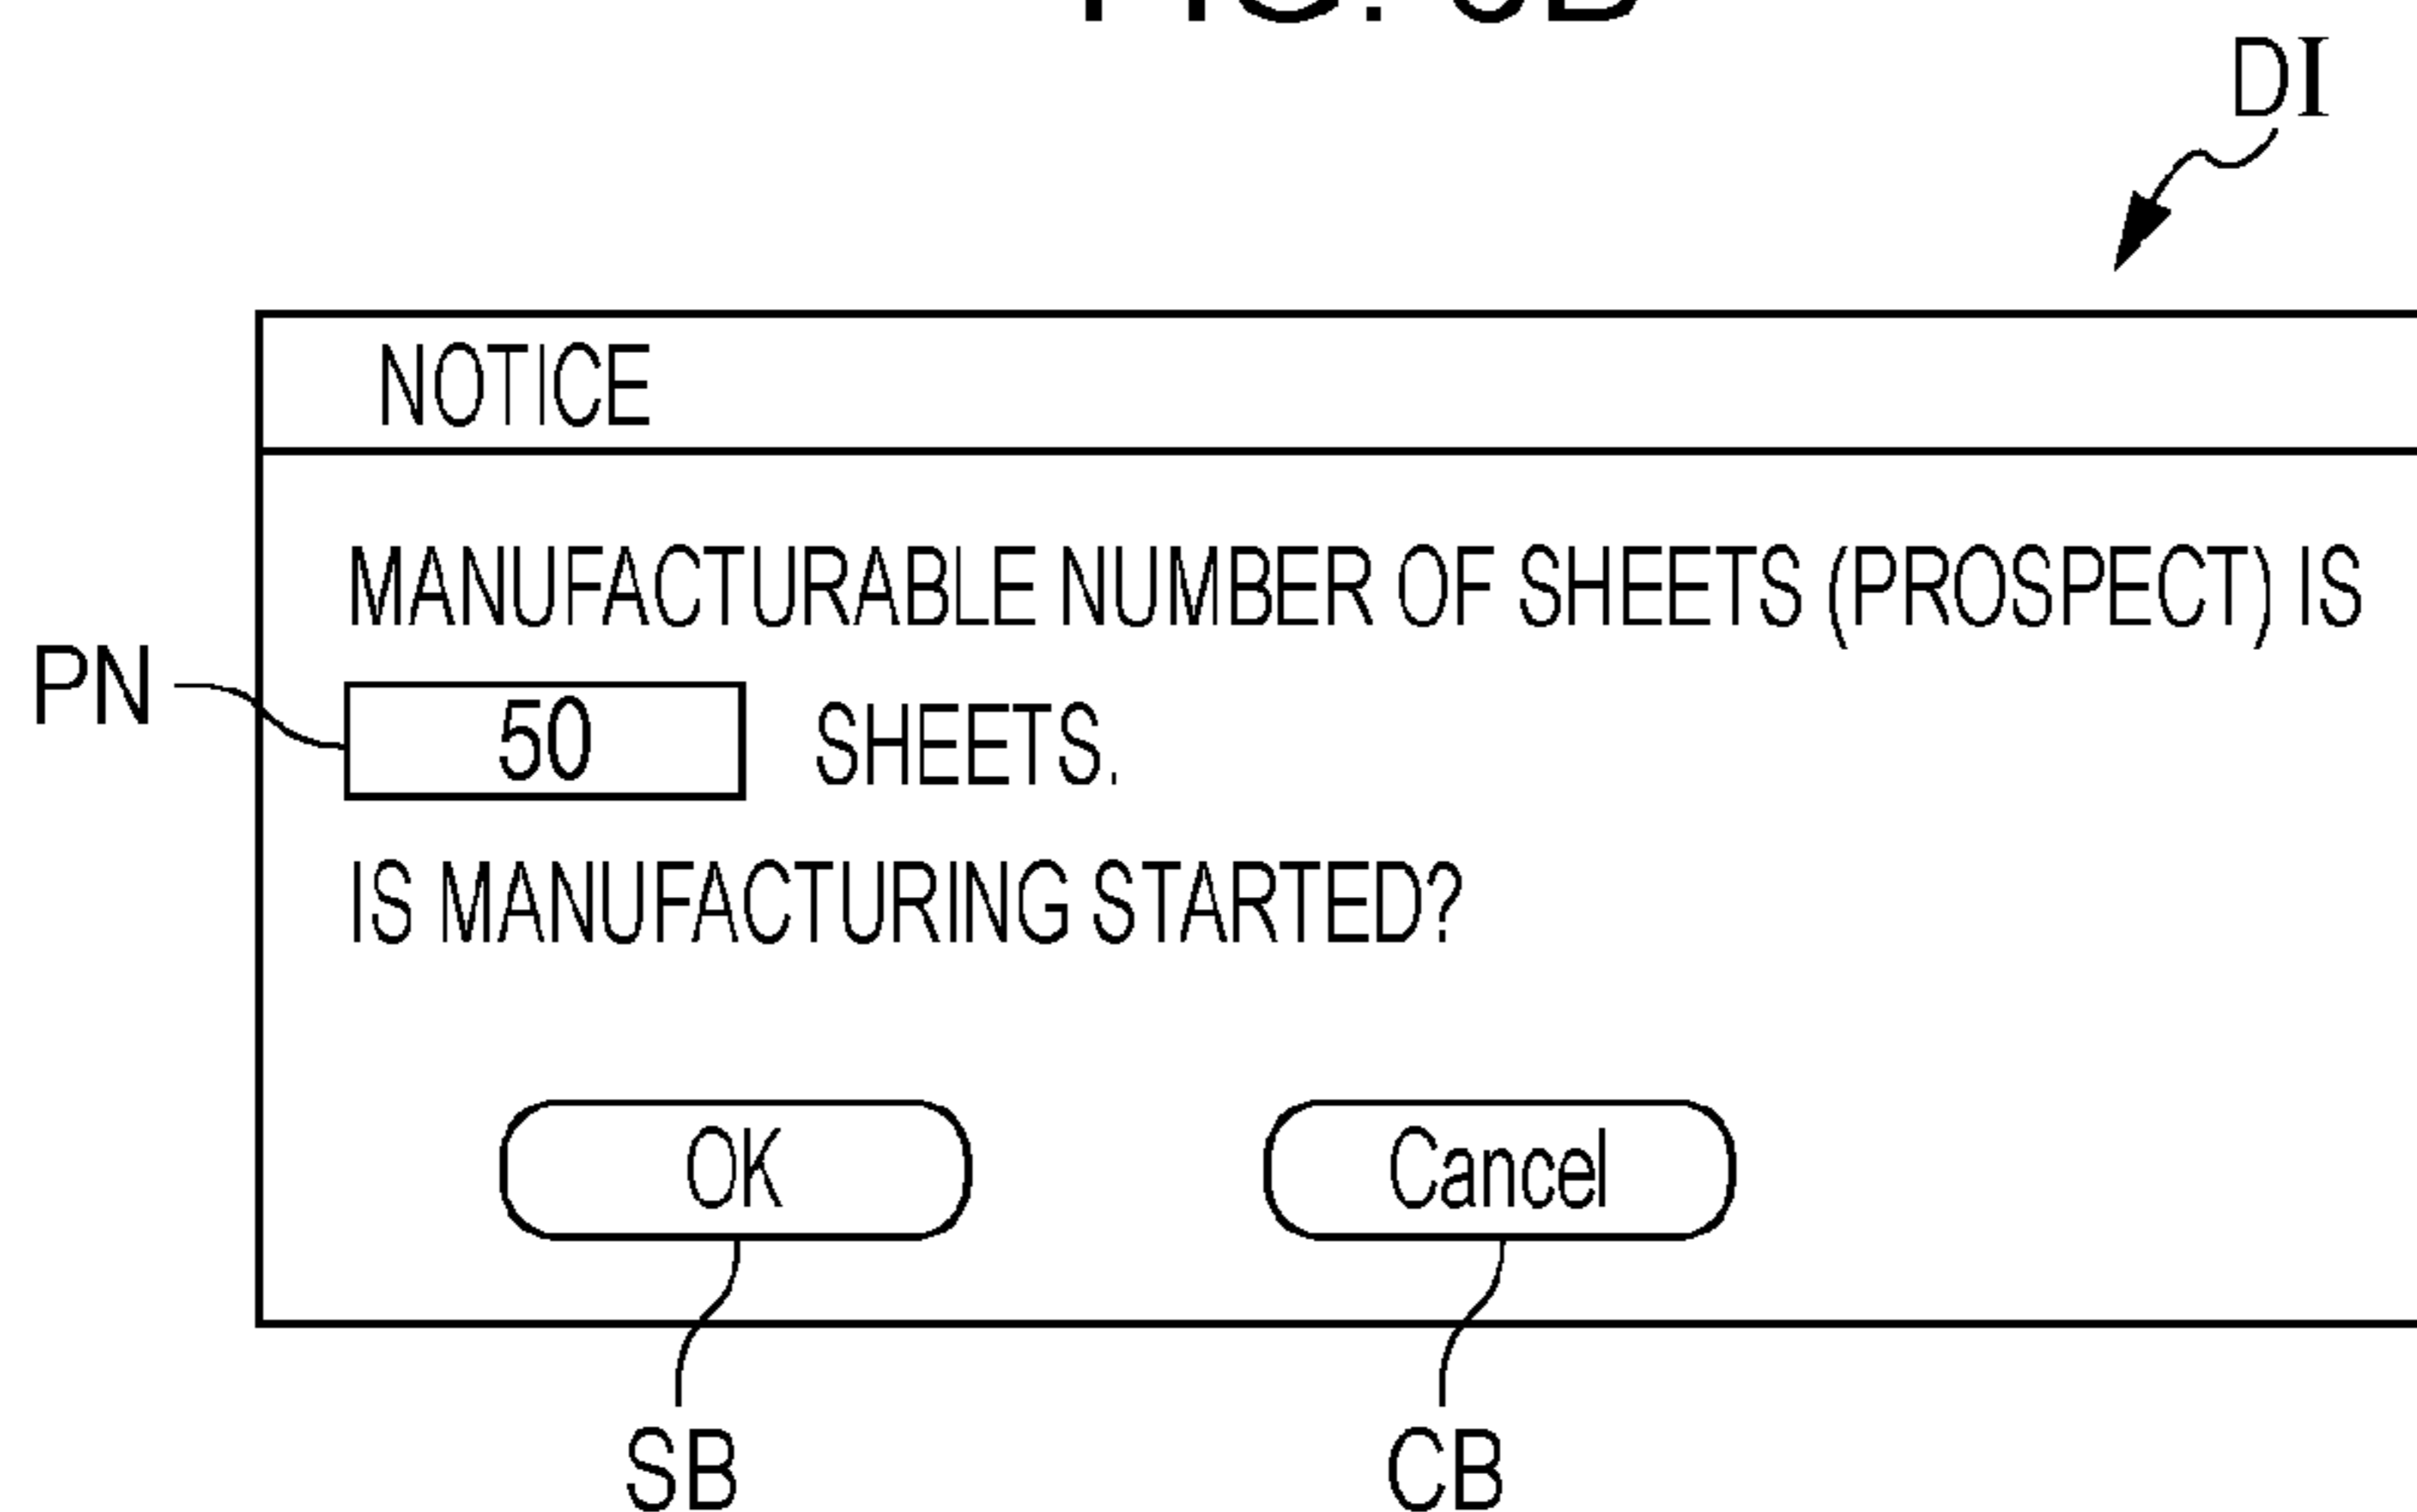 DI
NOTICE
MANUFACTURABLE NUMBER OF SHEETS (PROSPECT) IS
PN
50 SHEETS.
IS MANUFACTURING STARTED?
OK Cancel
SB CB